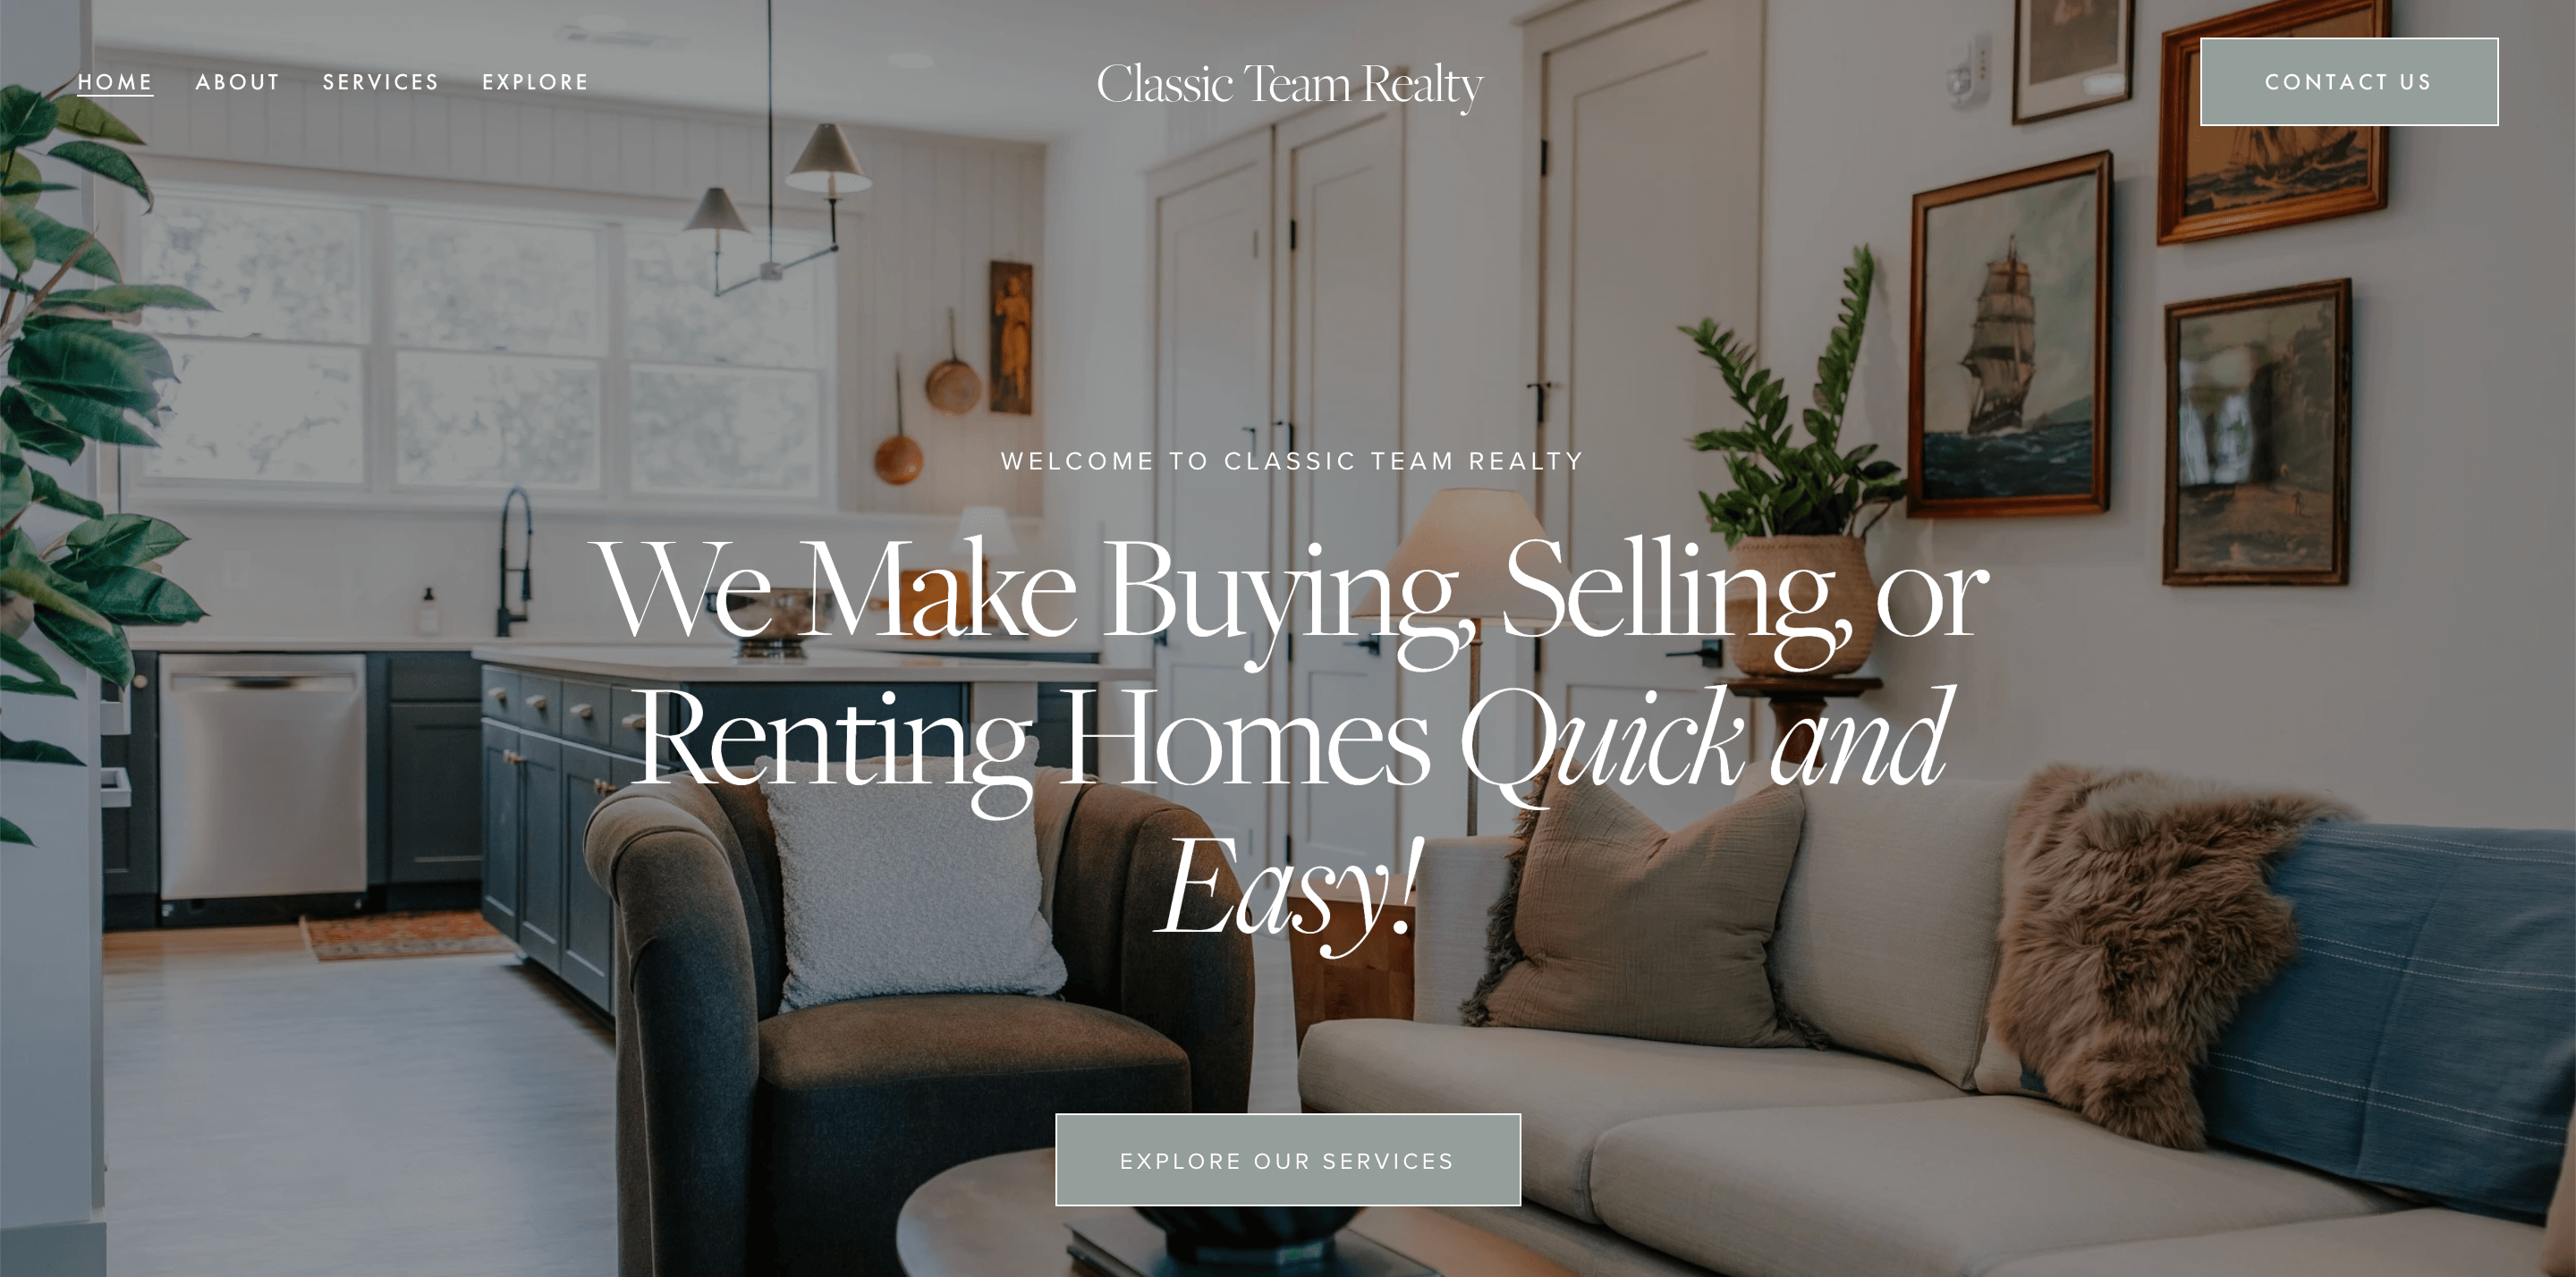 HOME ABOUT SERVICES EXPLORE
Classic Team Realty
CONTACT US
WELCOME TO CLASSIC TEAM REALTY
We Make Buying, Selling, or
Renting Homes Quick and
Easy!
EXPLORE OUR SERVICES